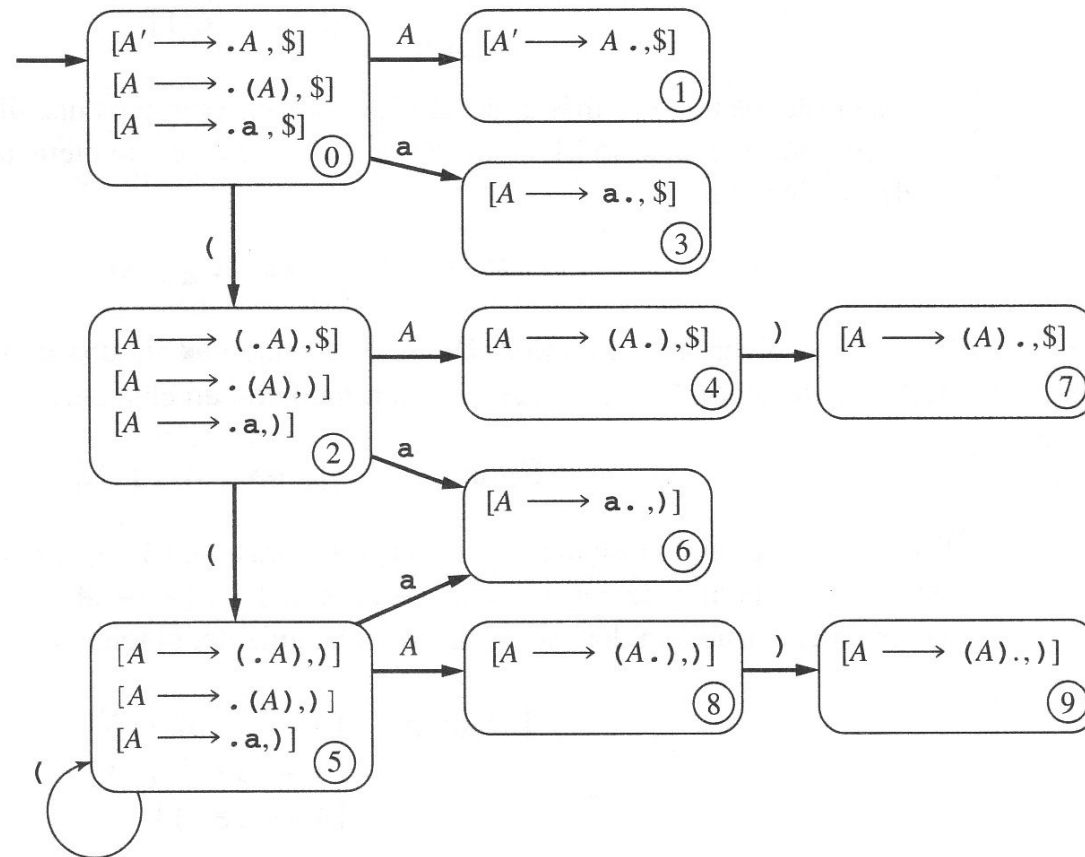 [A′ ⟶ .A, $]
[A ⟶ .(A), $]
[A ⟶ .a, $]
0
A
[A′ ⟶ A., $]
1
a
[A ⟶ a., $]
3
(
[A ⟶ (.A),$]
[A ⟶ .(A),)]
[A ⟶ .a,)]
2
A
[A ⟶ (A.),$]
4
)
[A ⟶ (A).,$]
7
a
[A ⟶ a.,)]
6
(
a
[A ⟶ (.A),)]
[A ⟶ .(A),)]
[A ⟶ .a,)]
5
A
[A ⟶ (A.),)]
8
)
[A ⟶ (A).,)]
9
(